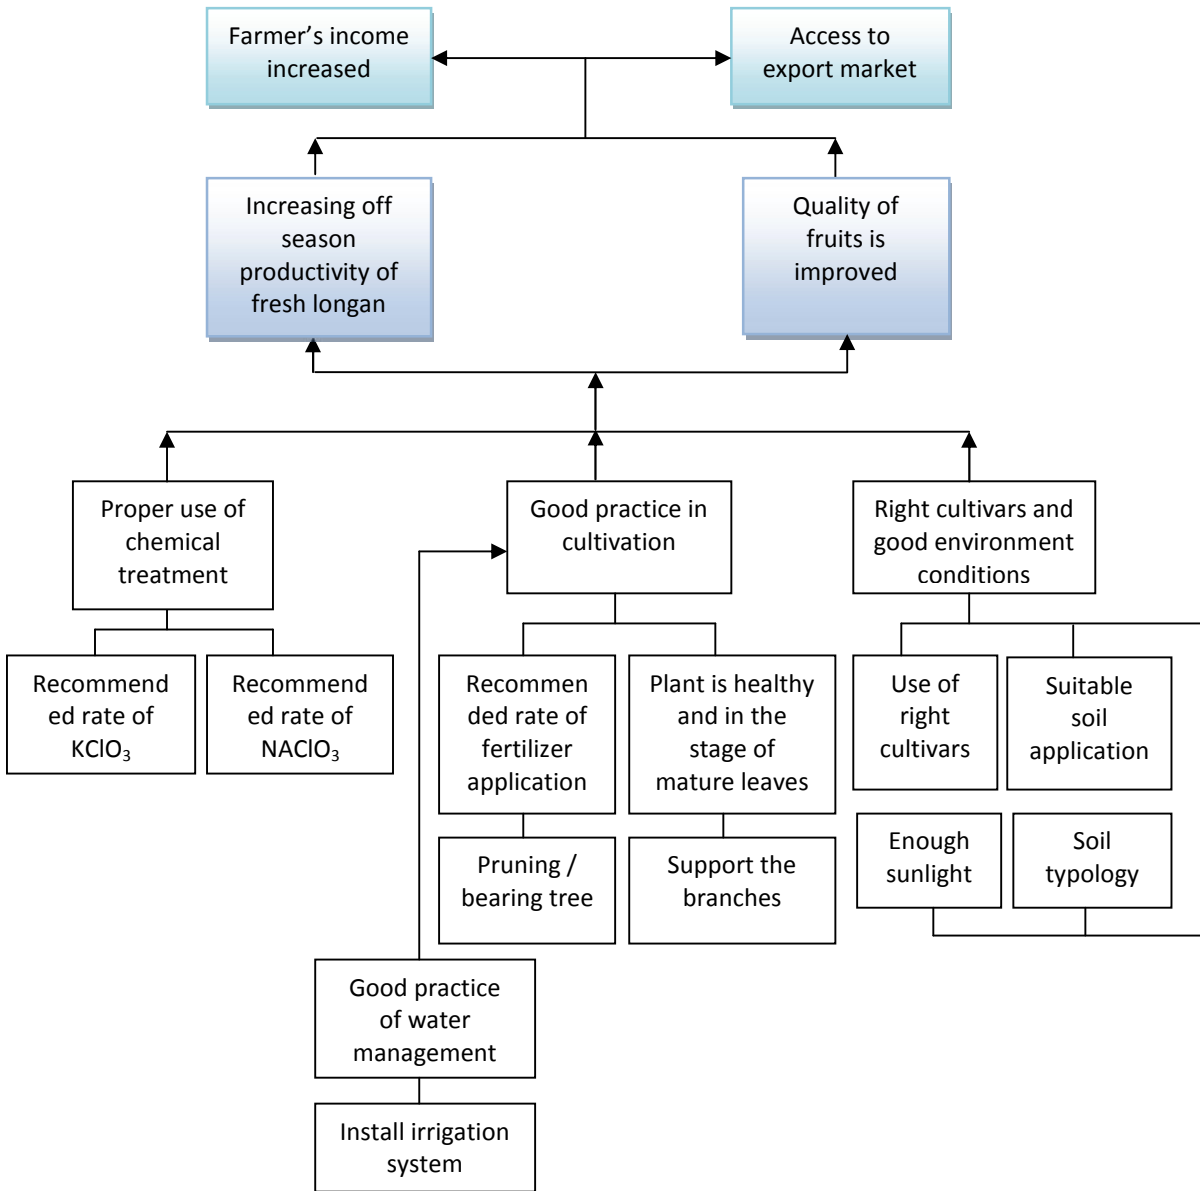 Farmer's income
increased
Access to
export market
Increasing off
season
productivity of
fresh longan
Quality of
fruits is
improved
Proper use of
chemical
treatment
Good practice in
cultivation
Right cultivars and
good environment
conditions
Recommend
ed rate of
KClO₃
Recommend
ed rate of
NAClO₃
Recommen
ded rate of
fertilizer
application
Plant is healthy
and in the
stage of
mature leaves
Use of
right
cultivars
Suitable
soil
application
Pruning /
bearing tree
Support the
branches
Enough
sunlight
Soil
typology
Good practice
of water
management
Install irrigation
system